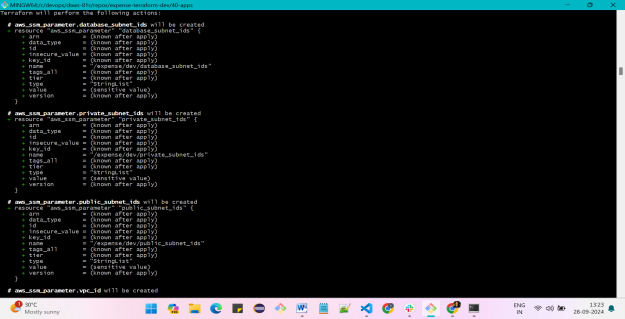 MINGW64:/c/devops/daws-81s/repos/expense-terraform-dev/40-apps
Terraform will perform the following actions:
# aws_ssm_parameter.database_subnet_ids will be created
+ resource "aws_ssm_parameter" "database_subnet_ids" {
+ arn = (known after apply)
+ data_type = (known after apply)
+ id = (known after apply)
+ insecure_value = (known after apply)
+ key_id = (known after apply)
+ name = "/expense/dev/database_subnet_ids"
+ tags_all = (known after apply)
+ tier = (known after apply)
+ type = "StringList"
+ value = (sensitive value)
+ version = (known after apply)
}
# aws_ssm_parameter.private_subnet_ids will be created
+ resource "aws_ssm_parameter" "private_subnet_ids" {
+ arn = (known after apply)
+ data_type = (known after apply)
+ id = (known after apply)
+ insecure_value = (known after apply)
+ key_id = (known after apply)
+ name = "/expense/dev/private_subnet_ids"
+ tags_all = (known after apply)
+ tier = (known after apply)
+ type = "StringList"
+ value = (sensitive value)
+ version = (known after apply)
}
# aws_ssm_parameter.public_subnet_ids will be created
+ resource "aws_ssm_parameter" "public_subnet_ids" {
+ arn = (known after apply)
+ data_type = (known after apply)
+ id = (known after apply)
+ insecure_value = (known after apply)
+ key_id = (known after apply)
+ name = "/expense/dev/public_subnet_ids"
+ tags_all = (known after apply)
+ tier = (known after apply)
+ type = "StringList"
+ value = (sensitive value)
+ version = (known after apply)
}
# aws_ssm_parameter.vpc_id will be created
30°C
Mostly sunny
ENG
IN
13:23
28-09-2024